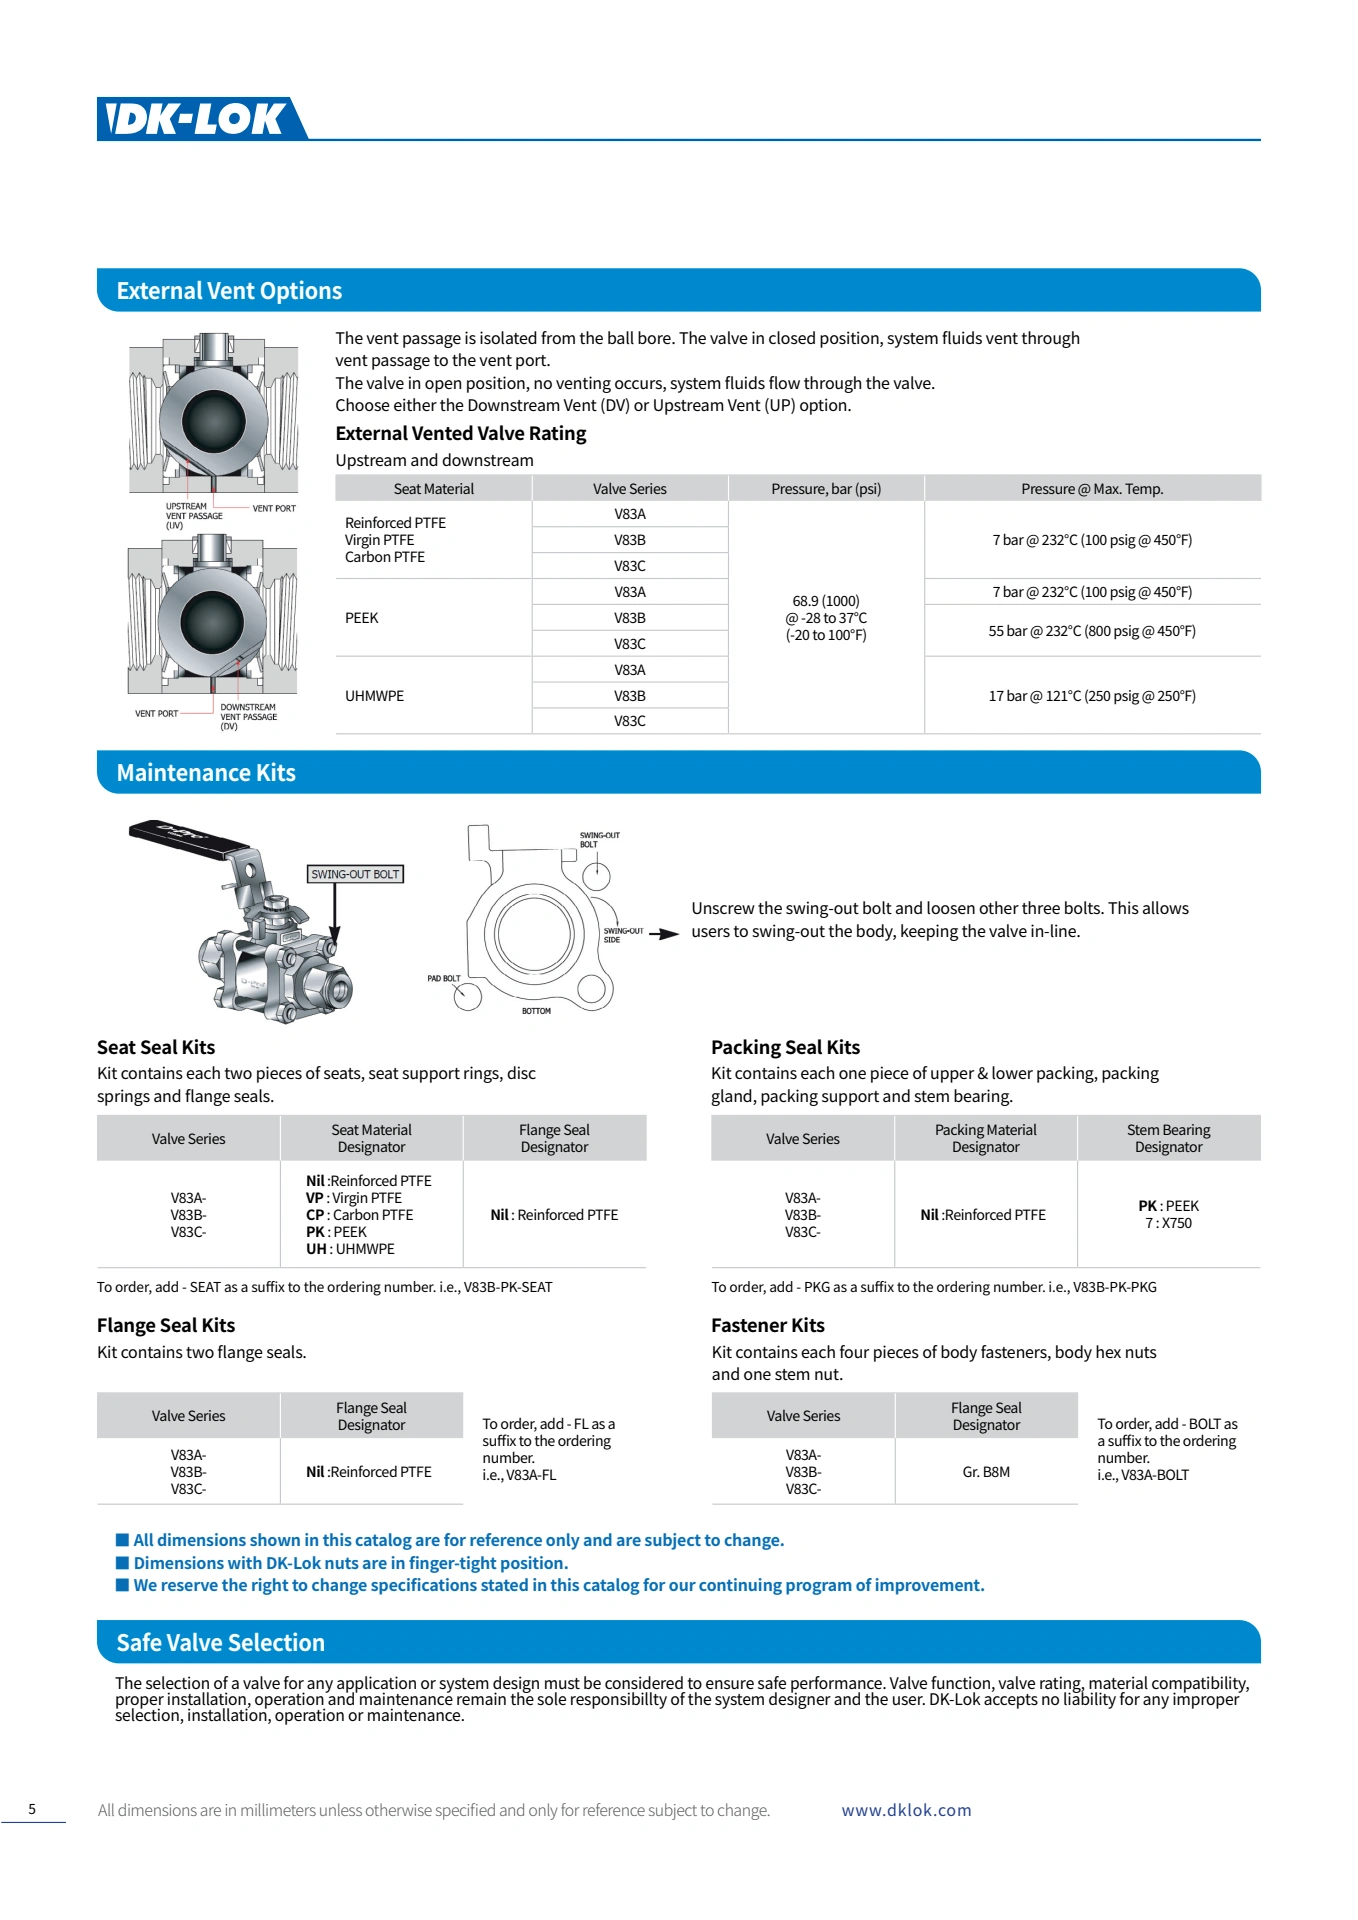 DK-LOK
External Vent Options
The vent passage is isolated from the ball bore. The valve in closed position, system fluids vent through
vent passage to the vent port.
The valve in open position, no venting occurs, system fluids flow through the valve.
Choose either the Downstream Vent (DV) or Upstream Vent (UP) option.
External Vented Valve Rating
Upstream and downstream
UPSTREAM
VENT PASSAGE
(UV)
VENT PORT
VENT PORT
DOWNSTREAM
VENT PASSAGE
(DV)
Seat Material Valve Series Pressure, bar (psi) Pressure @ Max. Temp.
Reinforced PTFE
Virgin PTFE
Carbon PTFE
V83A
V83B
V83C
7 bar @ 232°C (100 psig @ 450°F)
PEEK
V83A
V83B
V83C
68.9 (1000)
@ -28 to 37°C
(-20 to 100°F)
7 bar @ 232°C (100 psig @ 450°F)
55 bar @ 232°C (800 psig @ 450°F)
UHMWPE
V83A
V83B
V83C
17 bar @ 121°C (250 psig @ 250°F)
Maintenance Kits
D-Pro
SWING-OUT BOLT
SWING-OUT
BOLT
SWING-OUT
SIDE
PAD BOLT
BOTTOM
Unscrew the swing-out bolt and loosen other three bolts. This allows
users to swing-out the body, keeping the valve in-line.
Seat Seal Kits
Kit contains each two pieces of seats, seat support rings, disc
springs and flange seals.
Valve Series
Seat Material
Designator
Flange Seal
Designator
V83A-
V83B-
V83C-
Nil :Reinforced PTFE
VP : Virgin PTFE
CP : Carbon PTFE
PK : PEEK
UH : UHMWPE
Nil : Reinforced PTFE
To order, add - SEAT as a suffix to the ordering number. i.e., V83B-PK-SEAT
Packing Seal Kits
Kit contains each one piece of upper & lower packing, packing
gland, packing support and stem bearing.
Valve Series
Packing Material
Designator
Stem Bearing
Designator
V83A-
V83B-
V83C-
Nil :Reinforced PTFE
PK : PEEK
7 : X750
To order, add - PKG as a suffix to the ordering number. i.e., V83B-PK-PKG
Flange Seal Kits
Kit contains two flange seals.
Valve Series
Flange Seal
Designator
V83A-
V83B-
V83C-
Nil :Reinforced PTFE
To order, add - FL as a
suffix to the ordering
number.
i.e., V83A-FL
Fastener Kits
Kit contains each four pieces of body fasteners, body hex nuts
and one stem nut.
Valve Series
Flange Seal
Designator
V83A-
V83B-
V83C-
Gr. B8M
To order, add - BOLT as
a suffix to the ordering
number.
i.e., V83A-BOLT
■ All dimensions shown in this catalog are for reference only and are subject to change.
■ Dimensions with DK-Lok nuts are in finger-tight position.
■ We reserve the right to change specifications stated in this catalog for our continuing program of improvement.
Safe Valve Selection
The selection of a valve for any application or system design must be considered to ensure safe performance. Valve function, valve rating, material compatibility,
proper installation, operation and maintenance remain the sole responsibillty of the system designer and the user. DK-Lok accepts no liability for any improper
selection, installation, operation or maintenance.
5
All dimensions are in millimeters unless otherwise specified and only for reference subject to change.
www.dklok.com